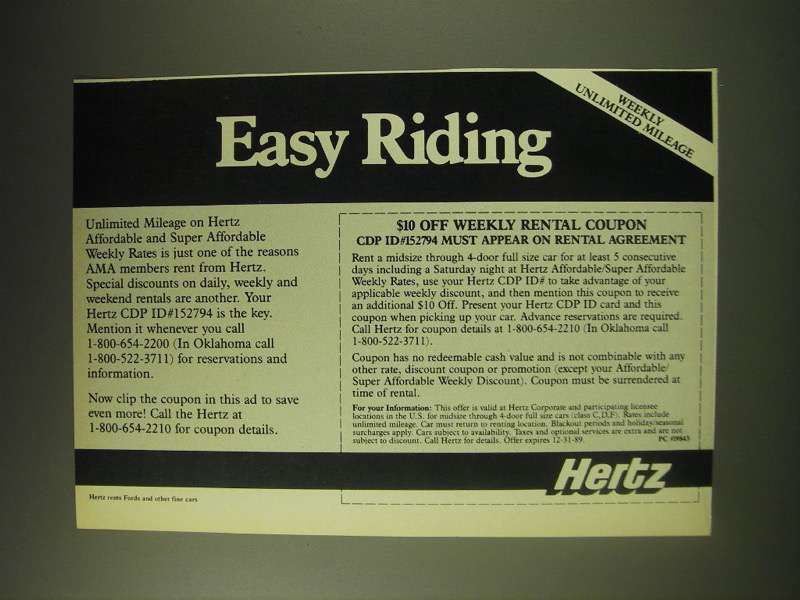 WEEKLY
UNLIMITED MILEAGE
Easy Riding
Unlimited Mileage on Hertz
Affordable and Super Affordable
Weekly Rates is just one of the reasons
AMA members rent from Hertz.
Special discounts on daily, weekly and
weekend rentals are another. Your
Hertz CDP ID#152794 is the key.
Mention it whenever you call
1-800-654-2200 (In Oklahoma call
1-800-522-3711) for reservations and
information.
Now clip the coupon in this ad to save
even more! Call the Hertz at
1-800-654-2210 for coupon details.
$10 OFF WEEKLY RENTAL COUPON
CDP ID#152794 MUST APPEAR ON RENTAL AGREEMENT
Rent a midsize through 4-door full size car for at least 5 consecutive
days including a Saturday night at Hertz Affordable/Super Affordable
Weekly Rates, use your Hertz CDP ID# to take advantage of your
applicable weekly discount, and then mention this coupon to receive
an additional $10 Off. Present your Hertz CDP ID card and this
coupon when picking up your car. Advance reservations are required.
Call Hertz for coupon details at 1-800-654-2210 (In Oklahoma call
1-800-522-3711).
Coupon has no redeemable cash value and is not combinable with any
other rate, discount coupon or promotion (except your Affordable/
Super Affordable Weekly Discount). Coupon must be surrendered at
time of rental.
For your Information: This offer is valid at Hertz Corporate and participating licensee
locations in the U.S. for midsize through 4-door full size cars (class C,D,F). Rates include
unlimited mileage. Car must return to renting location. Blackout periods and holiday/seasonal
surcharges apply. Cars subject to availability. Taxes and optional services are extra and are not
subject to discount. Call Hertz for details. Offer expires 12-31-89. PC #19843
Hertz
Hertz rents Fords and other fine cars